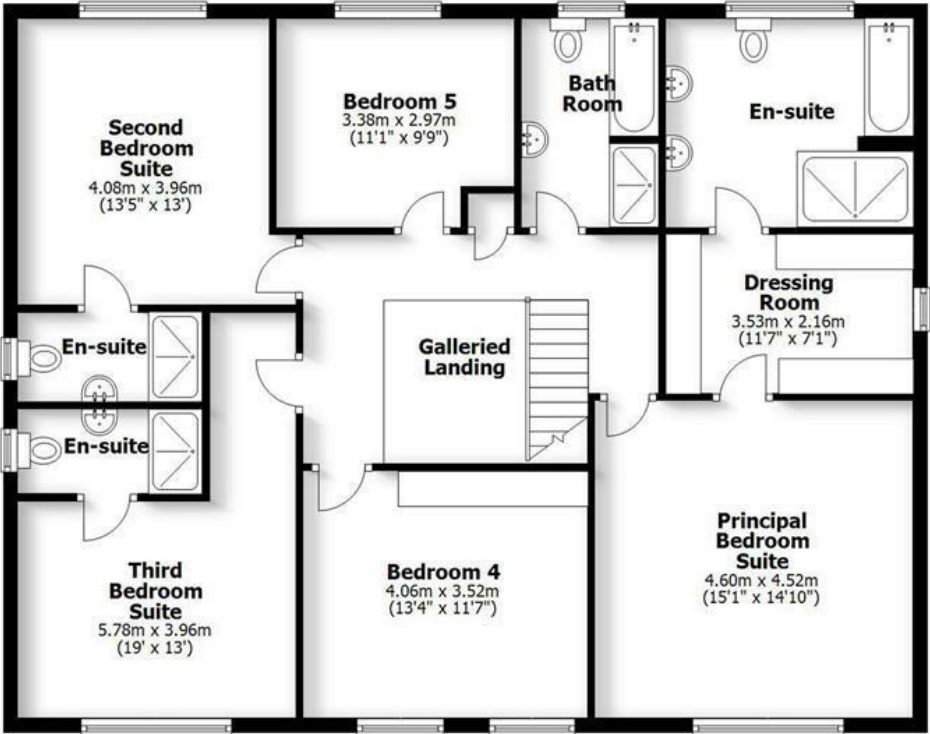 Second
Bedroom
Suite
4.08m x 3.96m
(13'5" x 13')
Bedroom 5
3.38m x 2.97m
(11'1" x 9'9")
Bath
Room
En-suite
Dressing
Room
3.53m x 2.16m
(11'7" x 7'1")
En-suite
Galleried
Landing
En-suite
Third
Bedroom
Suite
5.78m x 3.96m
(19' x 13')
Bedroom 4
4.06m x 3.52m
(13'4" x 11'7")
Principal
Bedroom
Suite
4.60m x 4.52m
(15'1" x 14'10")